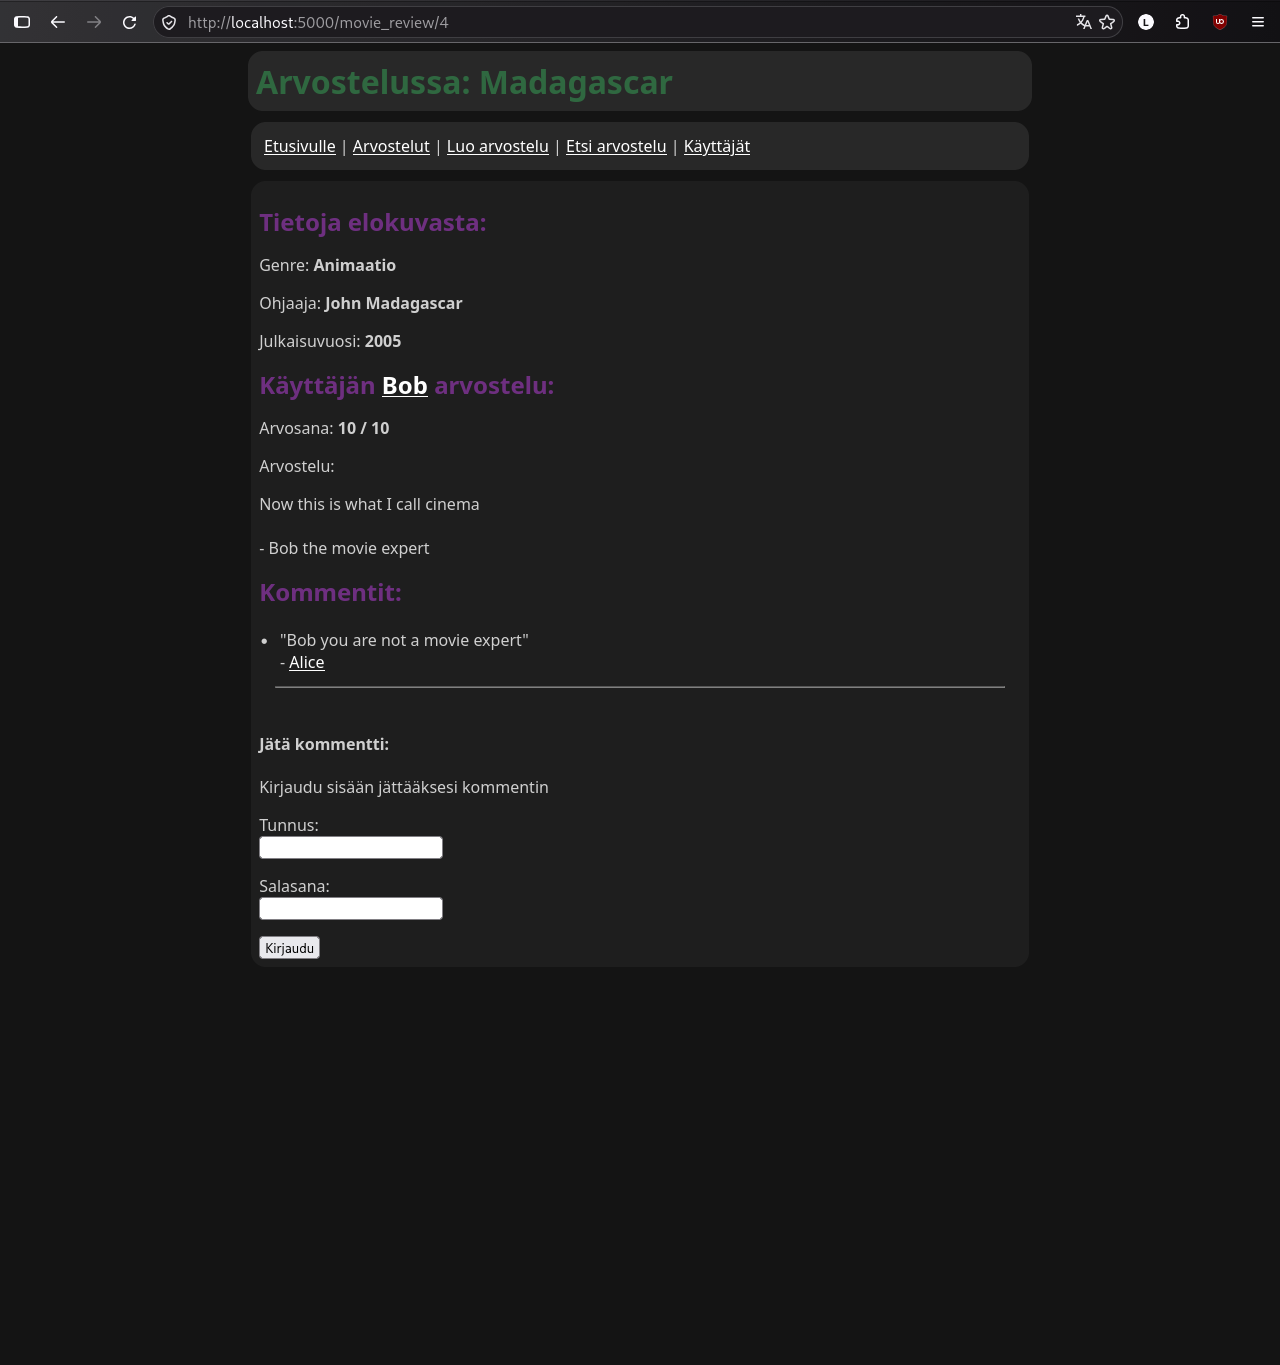 http://localhost:5000/movie_review/4
L
Arvostelussa: Madagascar
Etusivulle | Arvostelut | Luo arvostelu | Etsi arvostelu | Käyttäjät
Tietoja elokuvasta:
Genre: Animaatio
Ohjaaja: John Madagascar
Julkaisuvuosi: 2005
Käyttäjän Bob arvostelu:
Arvosana: 10 / 10
Arvostelu:
Now this is what I call cinema
- Bob the movie expert
Kommentit:
• "Bob you are not a movie expert"
- Alice
Jätä kommentti:
Kirjaudu sisään jättääksesi kommentin
Tunnus:
Salasana:
Kirjaudu